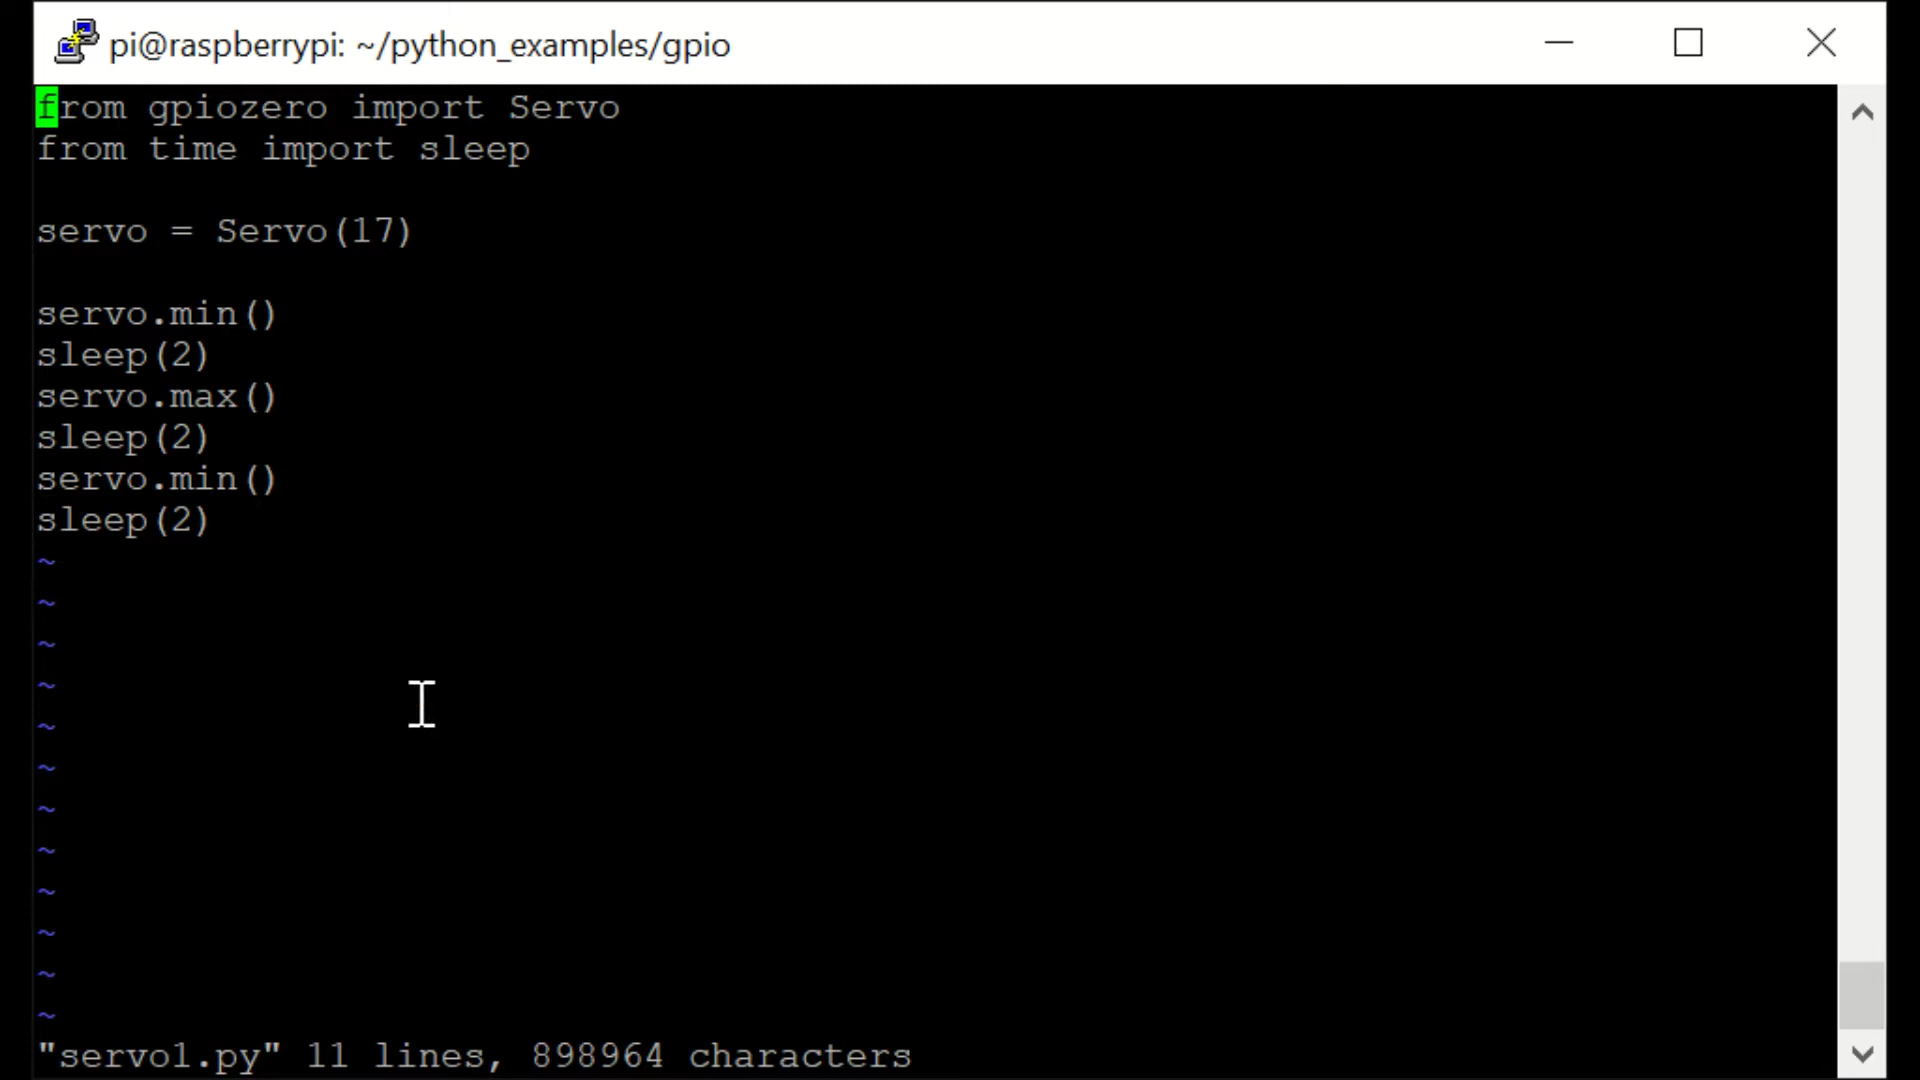 pi@raspberrypi: ~/python_examples/gpio
from gpiozero import Servo
from time import sleep
servo = Servo(17)
servo.min()
sleep(2)
servo.max()
sleep(2)
servo.min()
sleep(2)
~
~
~
~
~
~
~
~
~
~
~
~
"servo1.py" 11 lines, 898964 characters